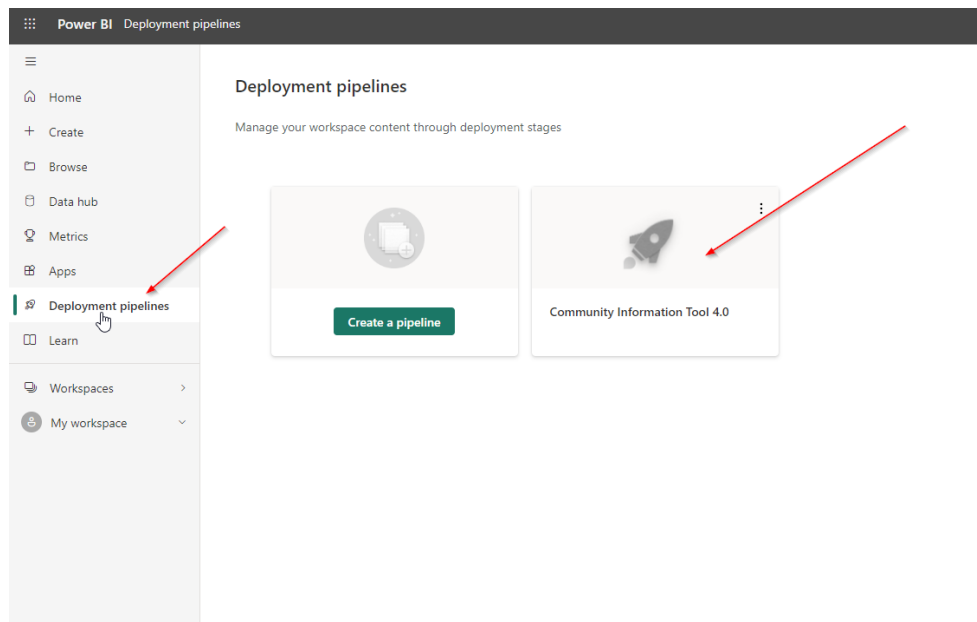 Power BI Deployment pipelines
Home
Create
Browse
Data hub
Metrics
Apps
Deployment pipelines
Learn
Workspaces
My workspace
Deployment pipelines
Manage your workspace content through deployment stages
Create a pipeline
Community Information Tool 4.0